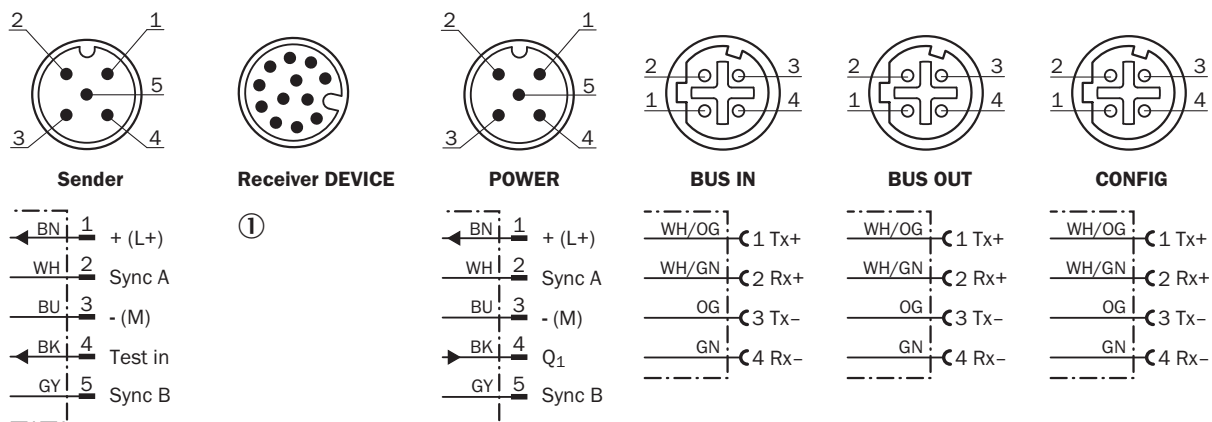 2 1
5
3 4
Sender
BN 1 + (L+)
WH 2 Sync A
BU 3 - (M)
BK 4 Test in
GY 5 Sync B
Receiver DEVICE
①
2 1
5
3 4
POWER
BN 1 + (L+)
WH 2 Sync A
BU 3 - (M)
BK 4 Q₁
GY 5 Sync B
2 3
1 4
BUS IN
WH/OG 1 Tx+
WH/GN 2 Rx+
OG 3 Tx–
GN 4 Rx–
2 3
1 4
BUS OUT
WH/OG 1 Tx+
WH/GN 2 Rx+
OG 3 Tx–
GN 4 Rx–
2 3
1 4
CONFIG
WH/OG 1 Tx+
WH/GN 2 Rx+
OG 3 Tx–
GN 4 Rx–